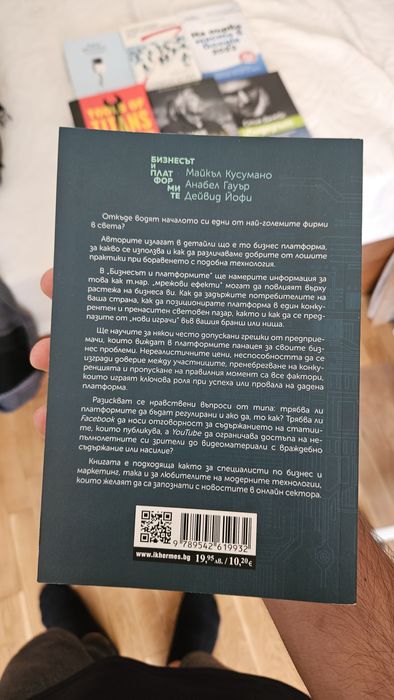 TOOLS OF
TITANS
БИЗНЕСЪТ
И
ПЛАТ
ФОР
МИ
ТЕ
Майкъл Кусумано
Анабел Гауър
Дейвид Йофи
Откъде водят началото си едни от най-големите фирми
в света?
Авторите излагат в детайли що е то бизнес платформа,
за какво се използва и как да различаваме добрите от лошите
практики при боравенето с подобна технология.
В „Бизнесът и платформите" ще намерите информация за
това как т.нар. „мрежови ефекти" могат да повлияят върху
растежа на бизнеса ви. Как да задържите потребителите на
ваша страна, как да позиционирате платформа в един конку-
рентен и пренаситен световен пазар, както и как да се пред-
пазите от „нови играчи" във вашия бранш или ниша.
Ще научите за някои често допускани грешки от предприе-
мачи, които виждат в платформите панацея за своите биз-
нес проблеми. Нереалистичните цени, неспособността да се
изгради доверие между участниците, пренебрегване на конку-
ренцията и пропускане на правилния момент са все фактори,
които играят ключова роля при успеха или провала на дадена
платформа.
Разискват се нравствени въпроси от типа: трябва ли
платформите да бъдат регулирани и ако да, то как? Трябва ли
Facebook да носи отговорност за съдържанието на статии-
те, които публикува, а YouTube да ограничава достъпа на не-
пълнолетните си зрители до видеоматериали с враждебно
съдържание или насилие?
Книгата е подходяща както за специалисти по бизнес и
маркетинг, така и за любителите на модерните технологии,
които желаят да са запознати с новостите в онлайн сектора.
9 789542 619932
www.ikhermes.bg
19,95 лв. / 10,20 €